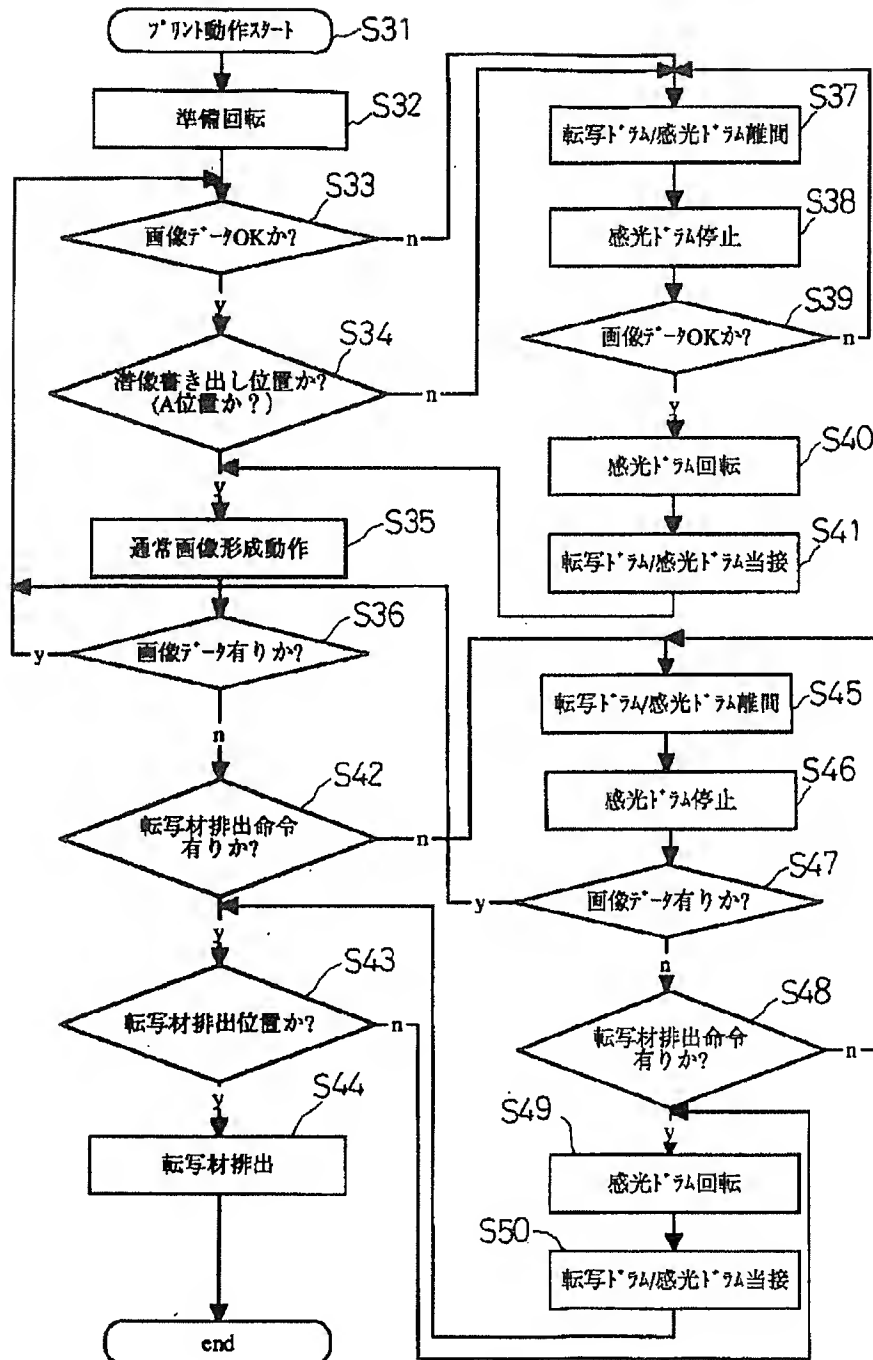 プリント動作スタート
S31
準備回転
S32
S33
画像データOKか?
n
y
S34
潜像書き出し位置か?
(A位置か?)
n
y
S35
通常画像形成動作
S36
画像データ有りか?
y
n
S42
転写材排出命令
有りか?
n
y
S43
転写材排出位置か?
n
y
S44
転写材排出
end
S37
転写ドラム/感光ドラム離間
S38
感光ドラム停止
S39
画像データOKか?
n
y
S40
感光ドラム回転
S41
転写ドラム/感光ドラム当接
S45
転写ドラム/感光ドラム離間
S46
感光ドラム停止
S47
画像データ有りか?
y
n
S48
転写材排出命令
有りか?
n
y
S49
感光ドラム回転
S50
転写ドラム/感光ドラム当接